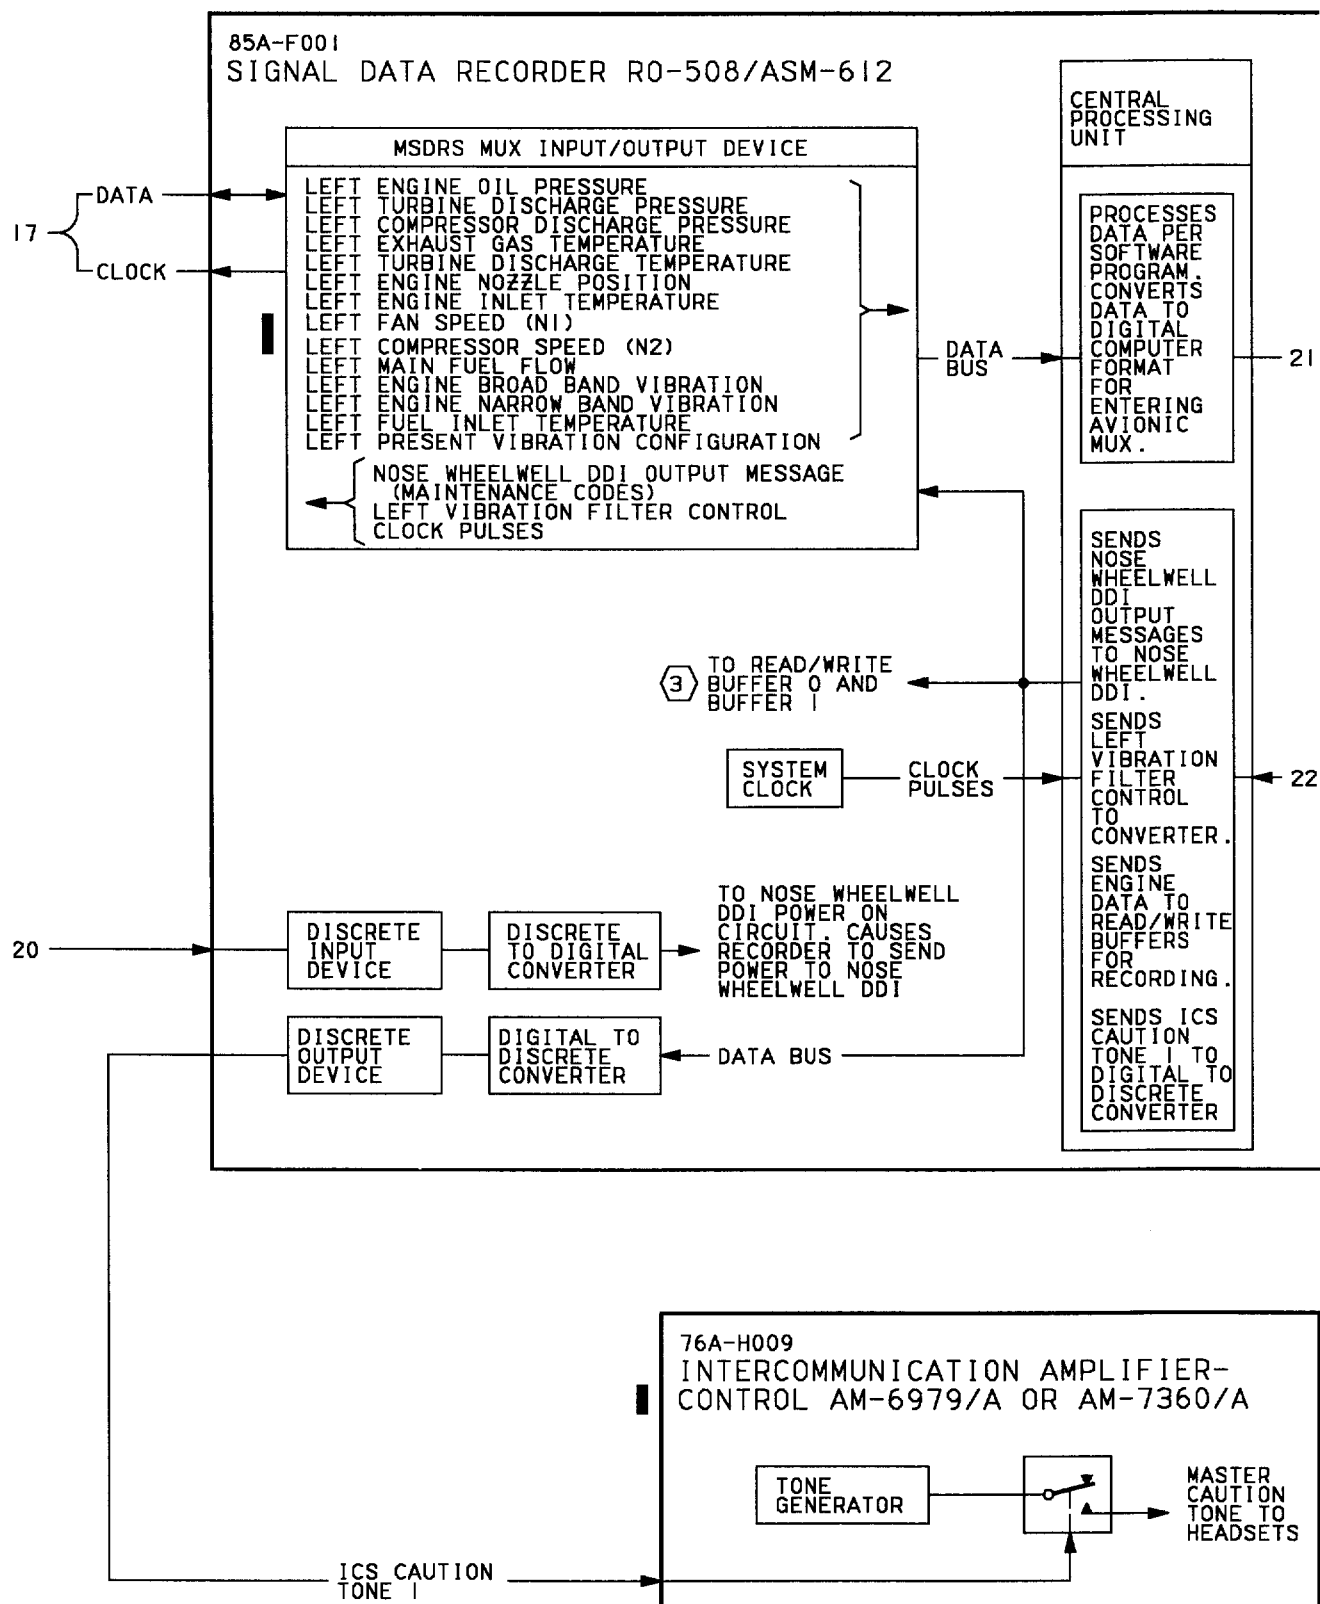 85A-F001
SIGNAL DATA RECORDER RO-508/ASM-612
CENTRAL
PROCESSING
UNIT
MSDRS MUX INPUT/OUTPUT DEVICE
DATA
17
CLOCK
LEFT ENGINE OIL PRESSURE
LEFT TURBINE DISCHARGE PRESSURE
LEFT COMPRESSOR DISCHARGE PRESSURE
LEFT EXHAUST GAS TEMPERATURE
LEFT TURBINE DISCHARGE TEMPERATURE
LEFT ENGINE NOZZLE POSITION
LEFT ENGINE INLET TEMPERATURE
LEFT FAN SPEED (N1)
LEFT COMPRESSOR SPEED (N2)
LEFT MAIN FUEL FLOW
LEFT ENGINE BROAD BAND VIBRATION
LEFT ENGINE NARROW BAND VIBRATION
LEFT FUEL INLET TEMPERATURE
LEFT PRESENT VIBRATION CONFIGURATION
NOSE WHEELWELL DDI OUTPUT MESSAGE
(MAINTENANCE CODES)
LEFT VIBRATION FILTER CONTROL
CLOCK PULSES
DATA
BUS
PROCESSES
DATA PER
SOFTWARE
PROGRAM.
CONVERTS
DATA TO
DIGITAL
COMPUTER
FORMAT
FOR
ENTERING
AVIONIC
MUX.
21
SENDS
NOSE
WHEELWELL
DDI
OUTPUT
MESSAGES
TO NOSE
WHEELWELL
DDI.
SENDS
LEFT
VIBRATION
FILTER
CONTROL
TO
CONVERTER.
SENDS
ENGINE
DATA TO
READ/WRITE
BUFFERS
FOR
RECORDING.
SENDS ICS
CAUTION
TONE 1 TO
DIGITAL TO
DISCRETE
CONVERTER
22
3
TO READ/WRITE
BUFFER 0 AND
BUFFER 1
SYSTEM
CLOCK
CLOCK
PULSES
20
DISCRETE
INPUT
DEVICE
DISCRETE
TO DIGITAL
CONVERTER
TO NOSE WHEELWELL
DDI POWER ON
CIRCUIT. CAUSES
RECORDER TO SEND
POWER TO NOSE
WHEELWELL DDI
DISCRETE
OUTPUT
DEVICE
DIGITAL TO
DISCRETE
CONVERTER
DATA BUS
76A-H009
INTERCOMMUNICATION AMPLIFIER-
CONTROL AM-6979/A OR AM-7360/A
TONE
GENERATOR
MASTER
CAUTION
TONE TO
HEADSETS
ICS CAUTION
TONE 1